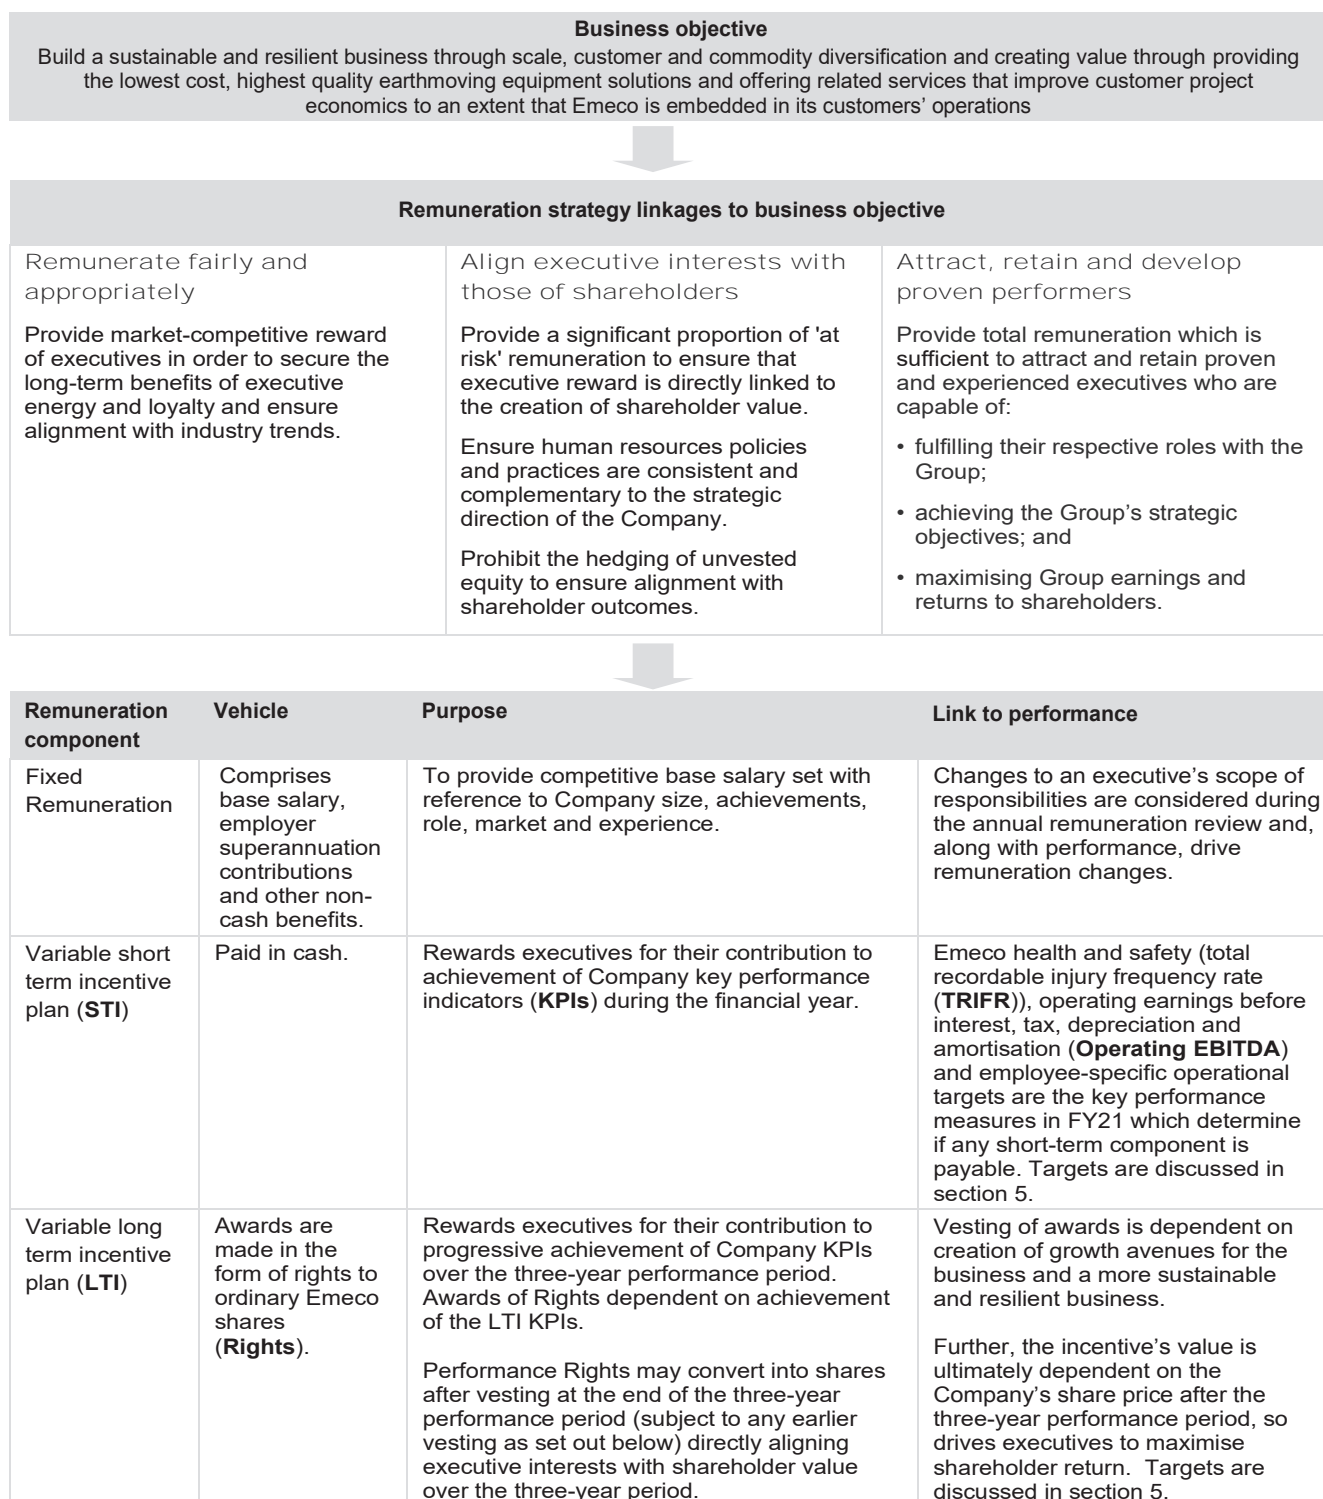 Business objective
Build a sustainable and resilient business through scale, customer and commodity diversification and creating value through providing
the lowest cost, highest quality earthmoving equipment solutions and offering related services that improve customer project
economics to an extent that Emeco is embedded in its customers’ operations
Remuneration strategy linkages to business objective
Remunerate fairly and
appropriately
Provide market-competitive reward
of executives in order to secure the
long-term benefits of executive
energy and loyalty and ensure
alignment with industry trends.
Align executive interests with
those of shareholders
Provide a significant proportion of 'at
risk' remuneration to ensure that
executive reward is directly linked to
the creation of shareholder value.
Ensure human resources policies
and practices are consistent and
complementary to the strategic
direction of the Company.
Prohibit the hedging of unvested
equity to ensure alignment with
shareholder outcomes.
Attract, retain and develop
proven performers
Provide total remuneration which is
sufficient to attract and retain proven
and experienced executives who are
capable of:
• fulfilling their respective roles with the
Group;
• achieving the Group’s strategic
objectives; and
• maximising Group earnings and
returns to shareholders.
Remuneration
component
Vehicle
Purpose
Link to performance
Fixed
Remuneration
Comprises
base salary,
employer
superannuation
contributions
and other non-
cash benefits.
To provide competitive base salary set with
reference to Company size, achievements,
role, market and experience.
Changes to an executive’s scope of
responsibilities are considered during
the annual remuneration review and,
along with performance, drive
remuneration changes.
Variable short
term incentive
plan (STI)
Paid in cash.
Rewards executives for their contribution to
achievement of Company key performance
indicators (KPIs) during the financial year.
Emeco health and safety (total
recordable injury frequency rate
(TRIFR)), operating earnings before
interest, tax, depreciation and
amortisation (Operating EBITDA)
and employee-specific operational
targets are the key performance
measures in FY21 which determine
if any short-term component is
payable. Targets are discussed in
section 5.
Variable long
term incentive
plan (LTI)
Awards are
made in the
form of rights to
ordinary Emeco
shares
(Rights).
Rewards executives for their contribution to
progressive achievement of Company KPIs
over the three-year performance period.
Awards of Rights dependent on achievement
of the LTI KPIs.
Performance Rights may convert into shares
after vesting at the end of the three-year
performance period (subject to any earlier
vesting as set out below) directly aligning
executive interests with shareholder value
over the three-year period.
Vesting of awards is dependent on
creation of growth avenues for the
business and a more sustainable
and resilient business.
Further, the incentive’s value is
ultimately dependent on the
Company’s share price after the
three-year performance period, so
drives executives to maximise
shareholder return. Targets are
discussed in section 5.